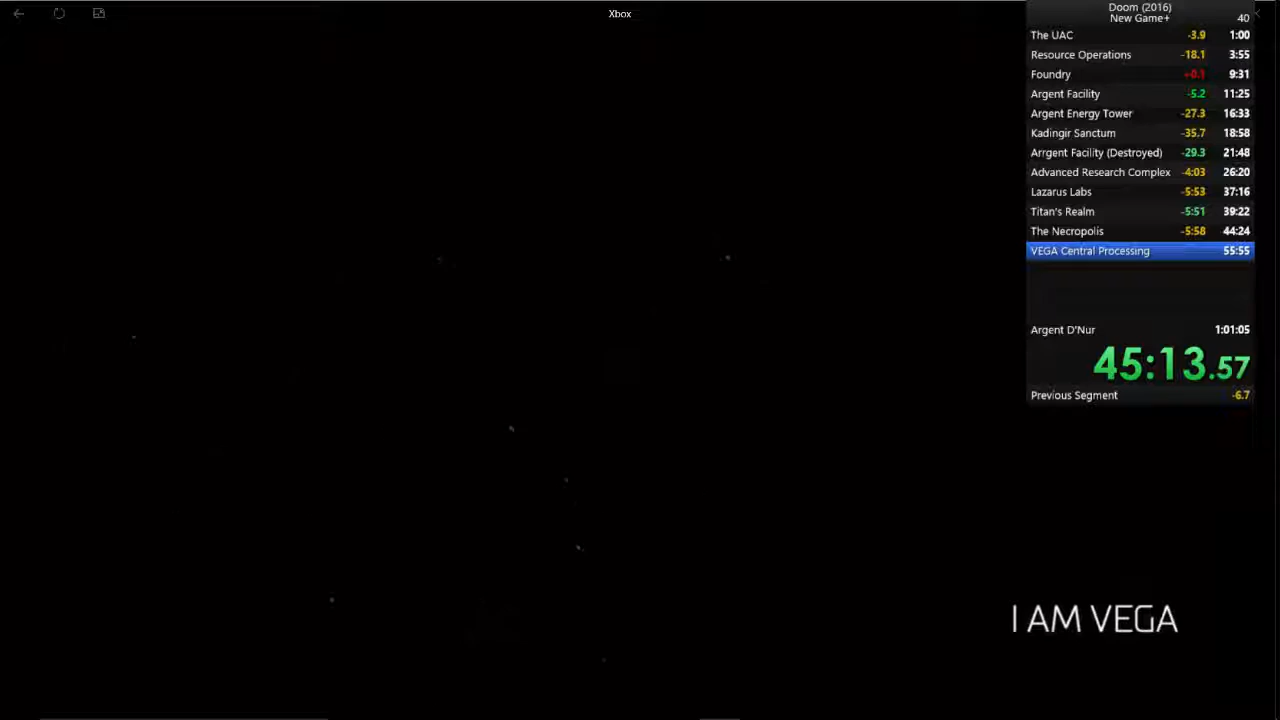 Xbox
Doom (2016)
New Game+ 40
The UAC -3.9 1:00
Resource Operations -18.1 3:55
Foundry +0.1 9:31
Argent Facility -5.2 11:25
Argent Energy Tower -27.3 16:33
Kadingir Sanctum -35.7 18:58
Arrgent Facility (Destroyed) -29.3 21:48
Advanced Research Complex -4:03 26:20
Lazarus Labs -5:53 37:16
Titan's Realm -5:51 39:22
The Necropolis -5:58 44:24
VEGA Central Processing 55:55
Argent D'Nur 1:01:05
45:13.57
Previous Segment -6.7
I AM VEGA